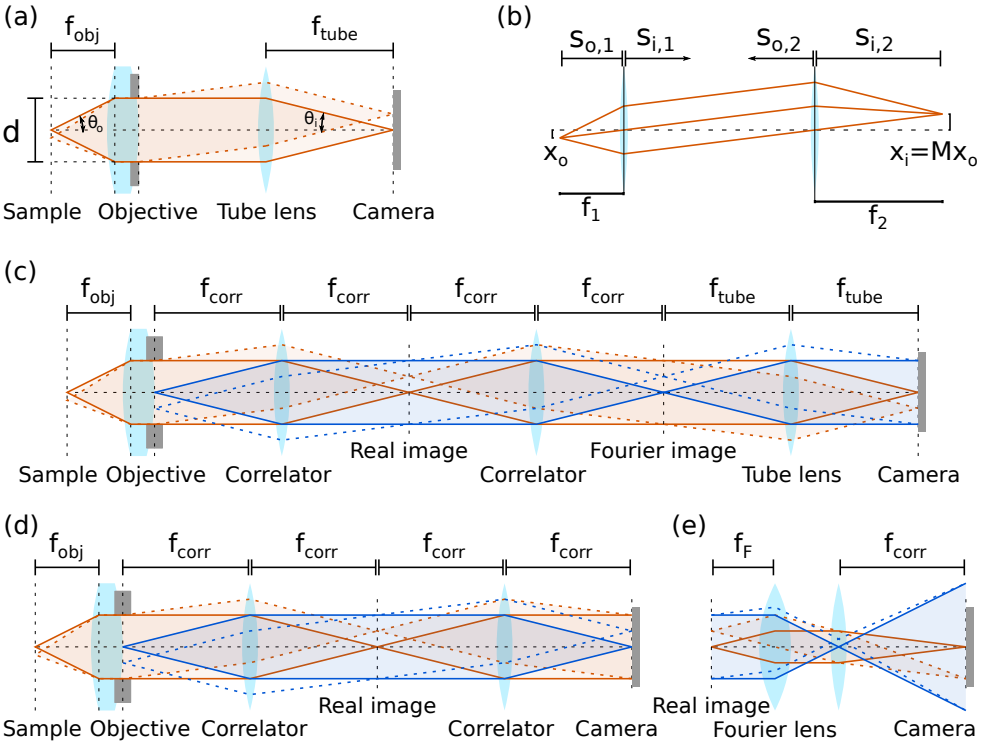 (a)
f_obj
f_tube
d
θ_o
θ_i
Sample Objective Tube lens Camera
(b)
s_o,1 s_i,1 s_o,2 s_i,2
x_o
x_i=Mx_o
f_1
f_2
(c)
f_obj f_corr f_corr f_corr f_corr f_tube f_tube
Real image Fourier image
Sample Objective Correlator Correlator Tube lens Camera
(d)
f_obj f_corr f_corr f_corr f_corr
Real image
Sample Objective Correlator Correlator Camera
(e)
f_F f_corr
Real image
Fourier lens Camera